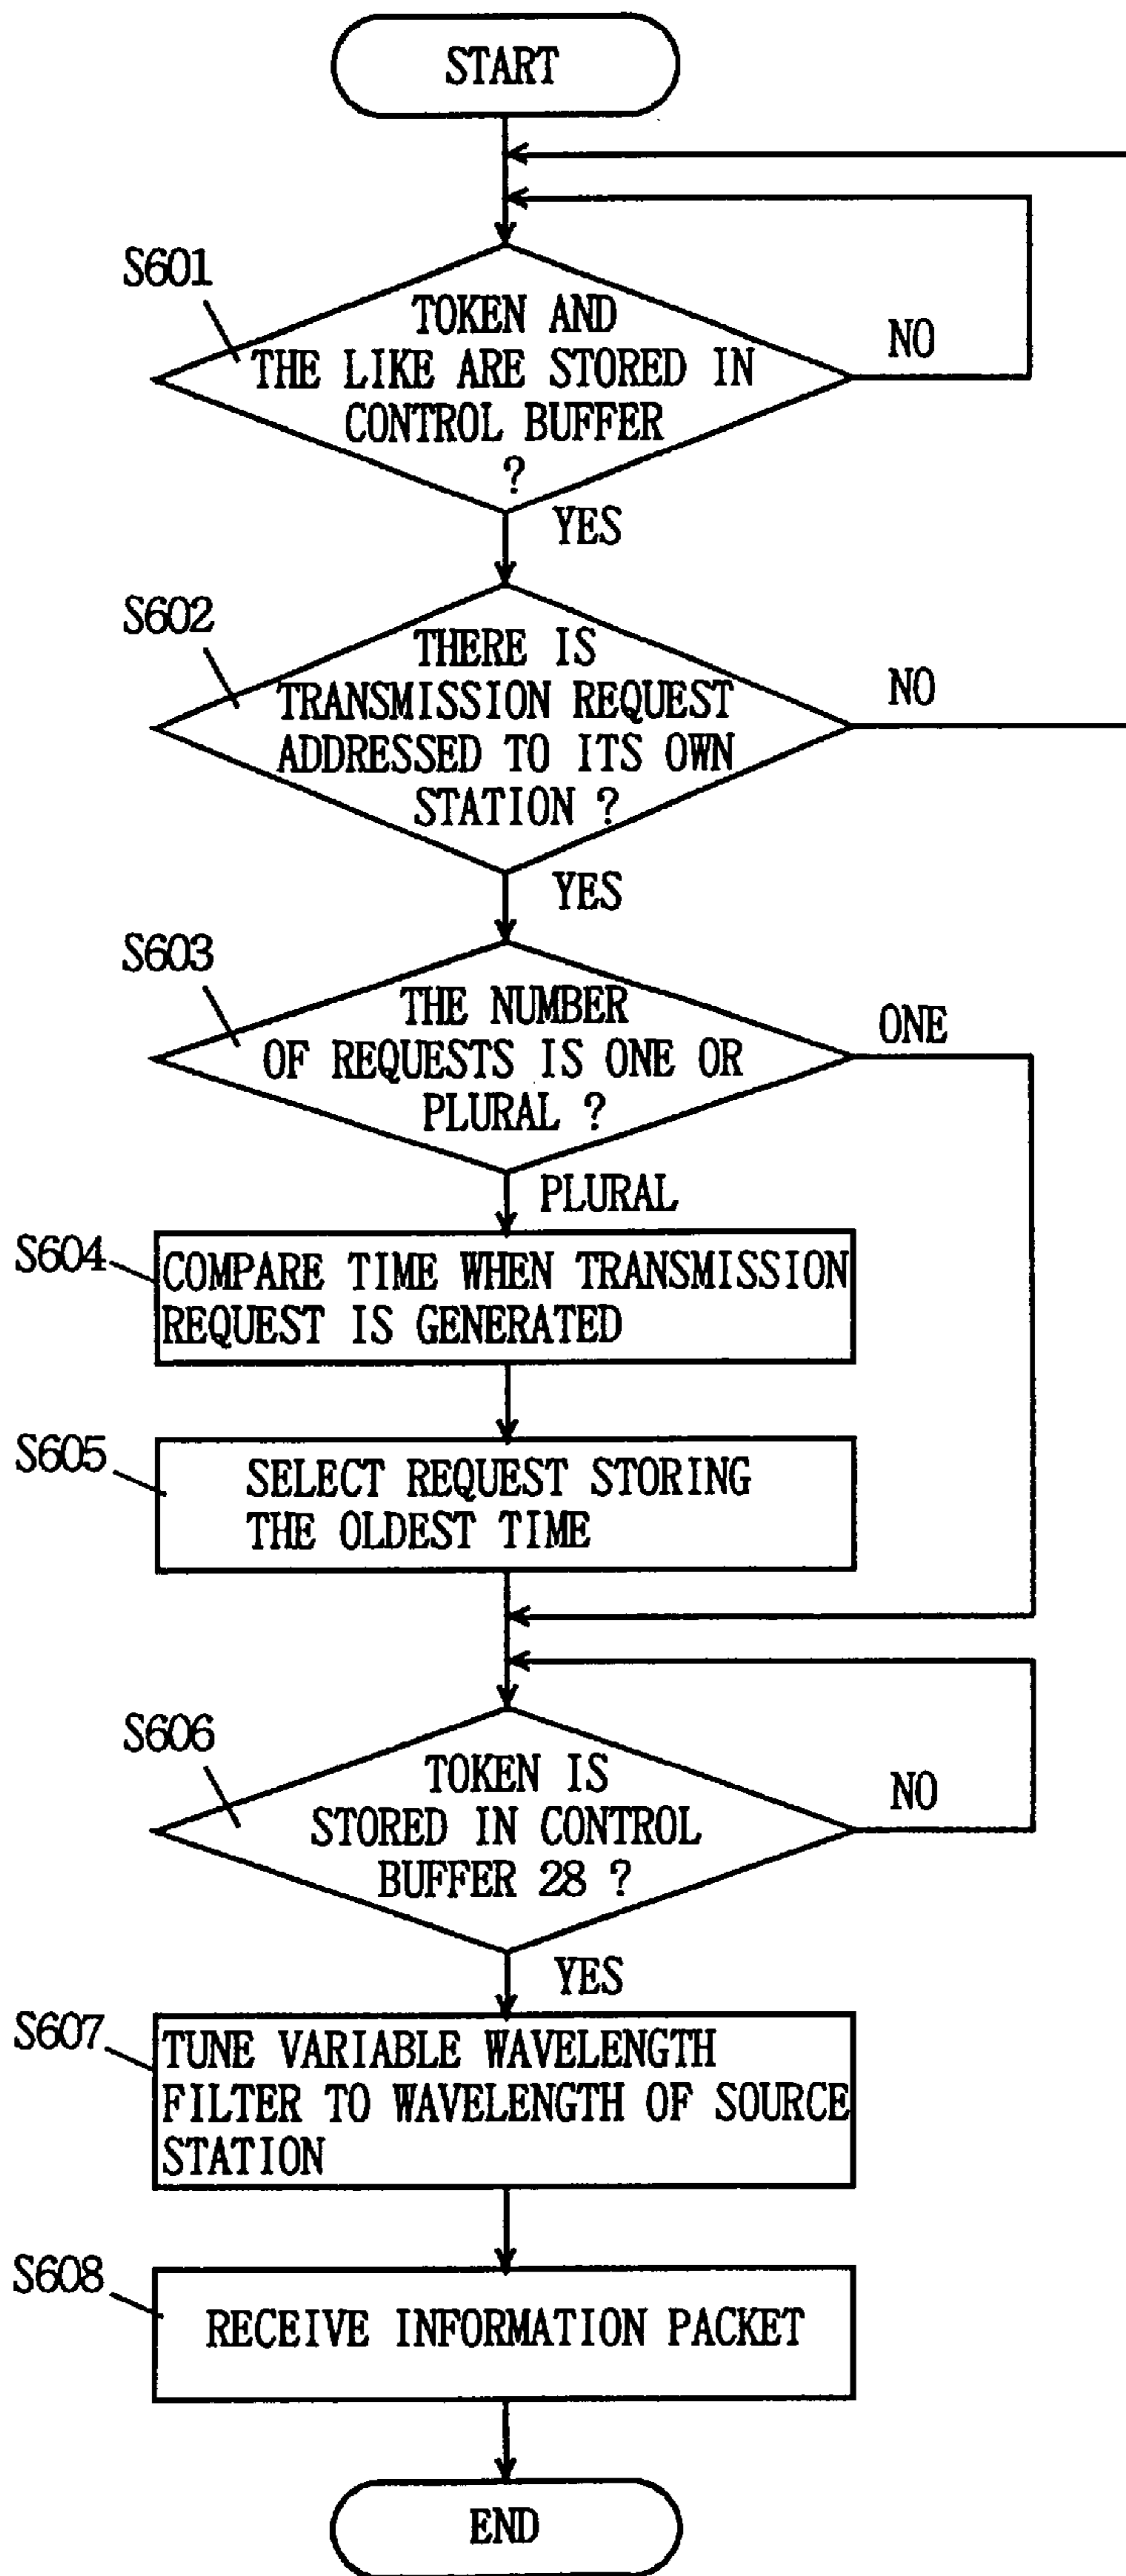 START
S601
TOKEN AND
THE LIKE ARE STORED IN
CONTROL BUFFER
?
NO
YES
S602
THERE IS
TRANSMISSION REQUEST
ADDRESSED TO ITS OWN
STATION ?
NO
YES
S603
THE NUMBER
OF REQUESTS IS ONE OR
PLURAL ?
ONE
PLURAL
S604
COMPARE TIME WHEN TRANSMISSION
REQUEST IS GENERATED
S605
SELECT REQUEST STORING
THE OLDEST TIME
S606
TOKEN IS
STORED IN CONTROL
BUFFER 28 ?
NO
YES
S607
TUNE VARIABLE WAVELENGTH
FILTER TO WAVELENGTH OF SOURCE
STATION
S608
RECEIVE INFORMATION PACKET
END